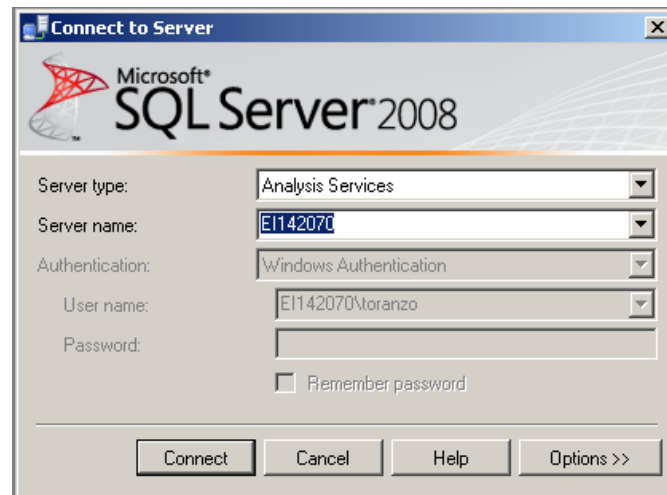 Connect to Server
Microsoft®
SQL Server® 2008
Server type: Analysis Services
Server name: EI142070
Authentication: Windows Authentication
User name: EI142070\toranzo
Password:
Remember password
Connect Cancel Help Options >>